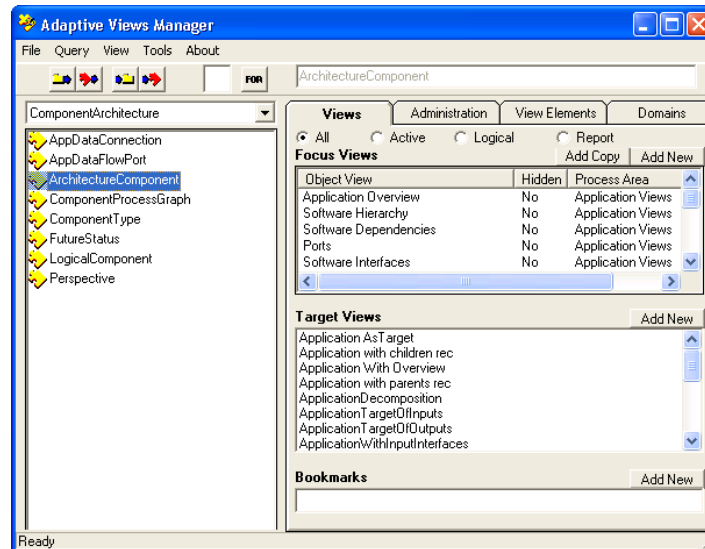 Adaptive Views Manager
File Query View Tools About
FOR
ArchitectureComponent
ComponentArchitecture
AppDataConnection
AppDataFlowPort
ArchitectureComponent
ComponentProcessGraph
ComponentType
FutureStatus
LogicalComponent
Perspective
Views Administration View Elements Domains
All Active Logical Report
Focus Views Add Copy Add New
Object View Hidden Process Area
Application Overview No Application Views
Software Hierarchy No Application Views
Software Dependencies No Application Views
Ports No Application Views
Software Interfaces No Application Views
Target Views Add New
Application AsTarget
Application with children rec
Application With Overview
Application with parents rec
ApplicationDecomposition
ApplicationTargetOfInputs
ApplicationTargetOfOutputs
ApplicationWithInputInterfaces
Bookmarks Add New
Ready